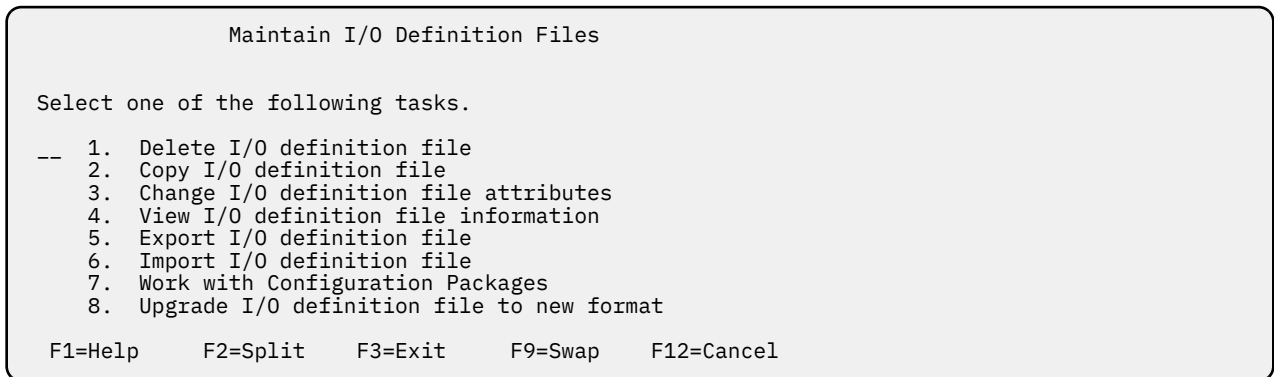 Maintain I/O Definition Files
Select one of the following tasks.
__ 1. Delete I/O definition file
2. Copy I/O definition file
3. Change I/O definition file attributes
4. View I/O definition file information
5. Export I/O definition file
6. Import I/O definition file
7. Work with Configuration Packages
8. Upgrade I/O definition file to new format
F1=Help F2=Split F3=Exit F9=Swap F12=Cancel